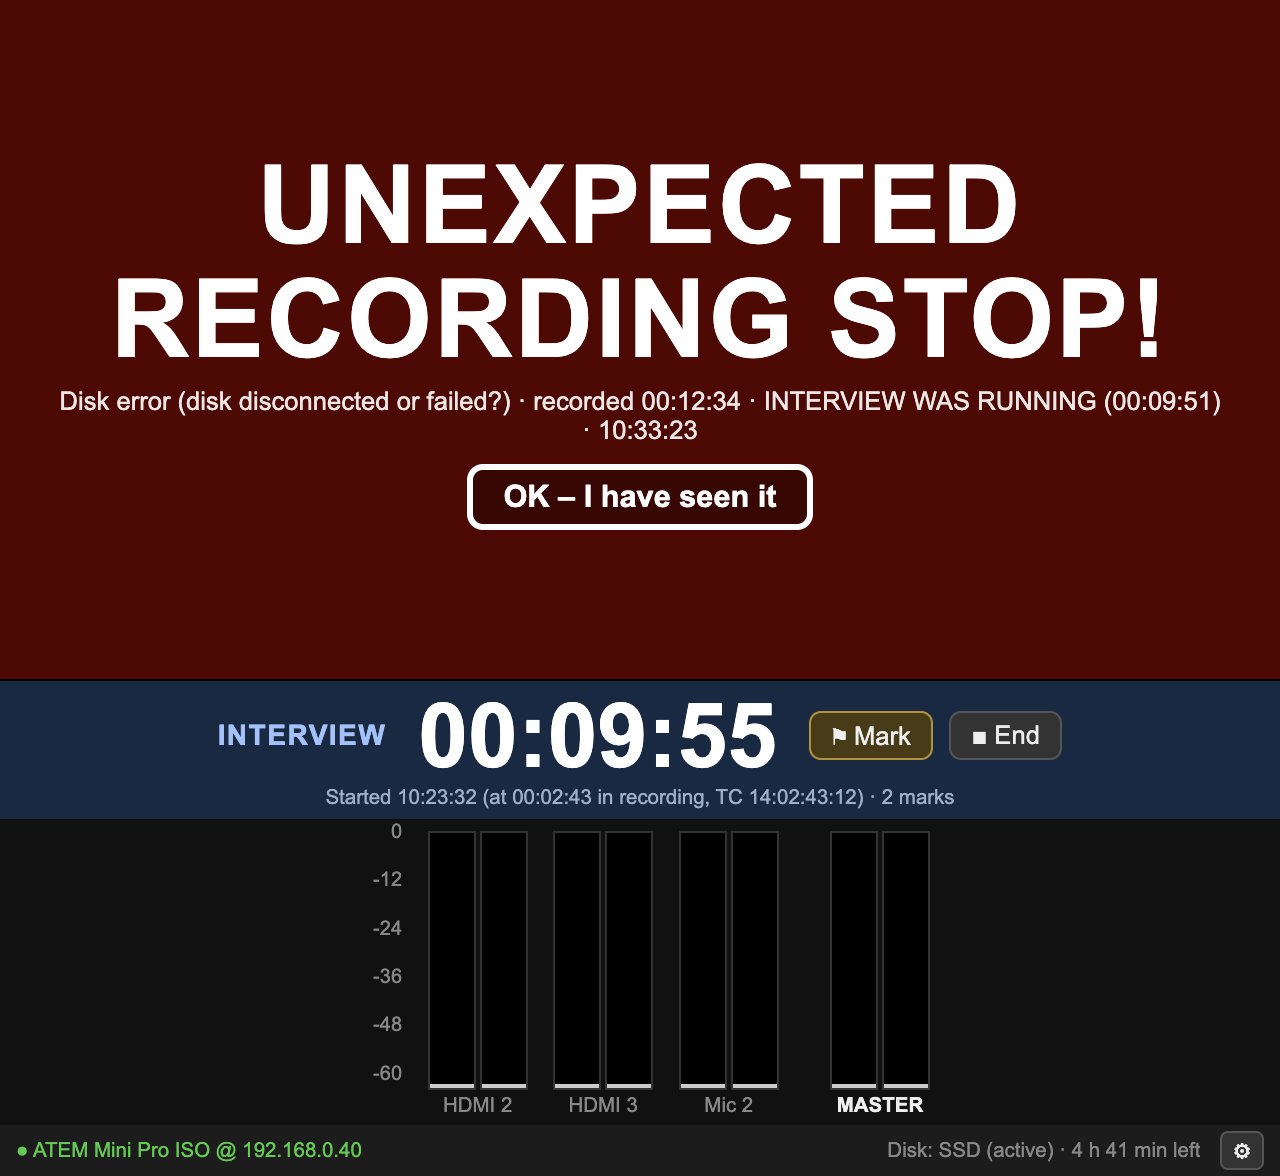 UNEXPECTED
RECORDING STOP!
Disk error (disk disconnected or failed?) · recorded 00:12:34 · INTERVIEW WAS RUNNING (00:09:51)
· 10:33:23
OK – I have seen it
INTERVIEW 00:09:55 ⚑ Mark ■ End
Started 10:23:32 (at 00:02:43 in recording, TC 14:02:43:12) · 2 marks
0
-12
-24
-36
-48
-60
HDMI 2 HDMI 3 Mic 2 MASTER
● ATEM Mini Pro ISO @ 192.168.0.40 Disk: SSD (active) · 4 h 41 min left ⚙